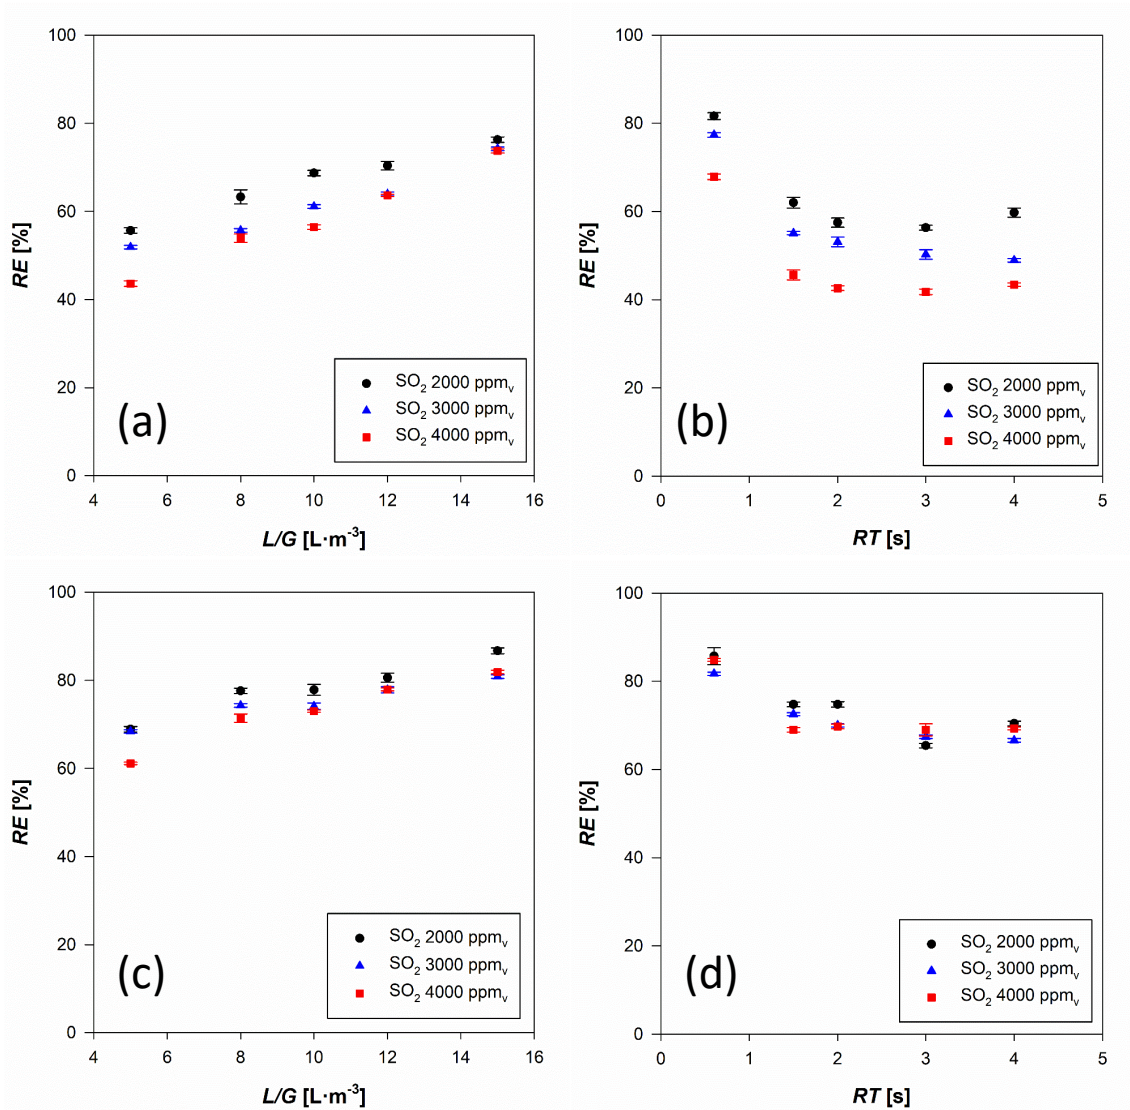 100
80
60
40
20
0
RE [%]
(a)
SO2 2000 ppmv
SO2 3000 ppmv
SO2 4000 ppmv
4 6 8 10 12 14 16
L/G [L·m-3]
100
80
60
40
20
0
RE [%]
(b)
SO2 2000 ppmv
SO2 3000 ppmv
SO2 4000 ppmv
0 1 2 3 4 5
RT [s]
100
80
60
40
20
0
RE [%]
(c)
SO2 2000 ppmv
SO2 3000 ppmv
SO2 4000 ppmv
4 6 8 10 12 14 16
L/G [L·m-3]
100
80
60
40
20
0
RE [%]
(d)
SO2 2000 ppmv
SO2 3000 ppmv
SO2 4000 ppmv
0 1 2 3 4 5
RT [s]